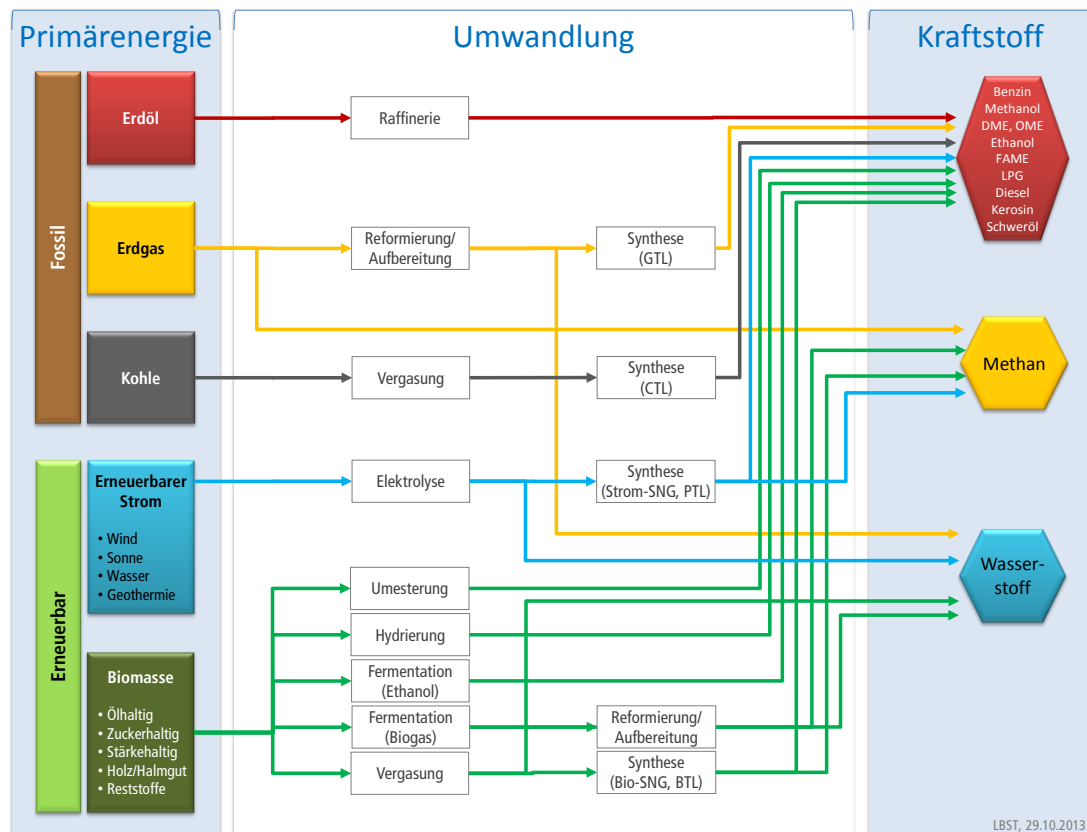 Primärenergie
Umwandlung
Kraftstoff
Fossil
Erdöl
Raffinerie
Benzin
Methanol
DME, OME
Ethanol
FAME
LPG
Diesel
Kerosin
Schweröl
Erdgas
Reformierung/
Aufbereitung
Synthese
(GTL)
Kohle
Vergasung
Synthese
(CTL)
Methan
Erneuerbar
Erneuerbarer
Strom
• Wind
• Sonne
• Wasser
• Geothermie
Elektrolyse
Synthese
(Strom-SNG, PTL)
Wasser-
stoff
Biomasse
• Ölhaltig
• Zuckerhaltig
• Stärkehaltig
• Holz/Halmgut
• Reststoffe
Umesterung
Hydrierung
Fermentation
(Ethanol)
Fermentation
(Biogas)
Reformierung/
Aufbereitung
Vergasung
Synthese
(Bio-SNG, BTL)
LBST, 29.10.2013